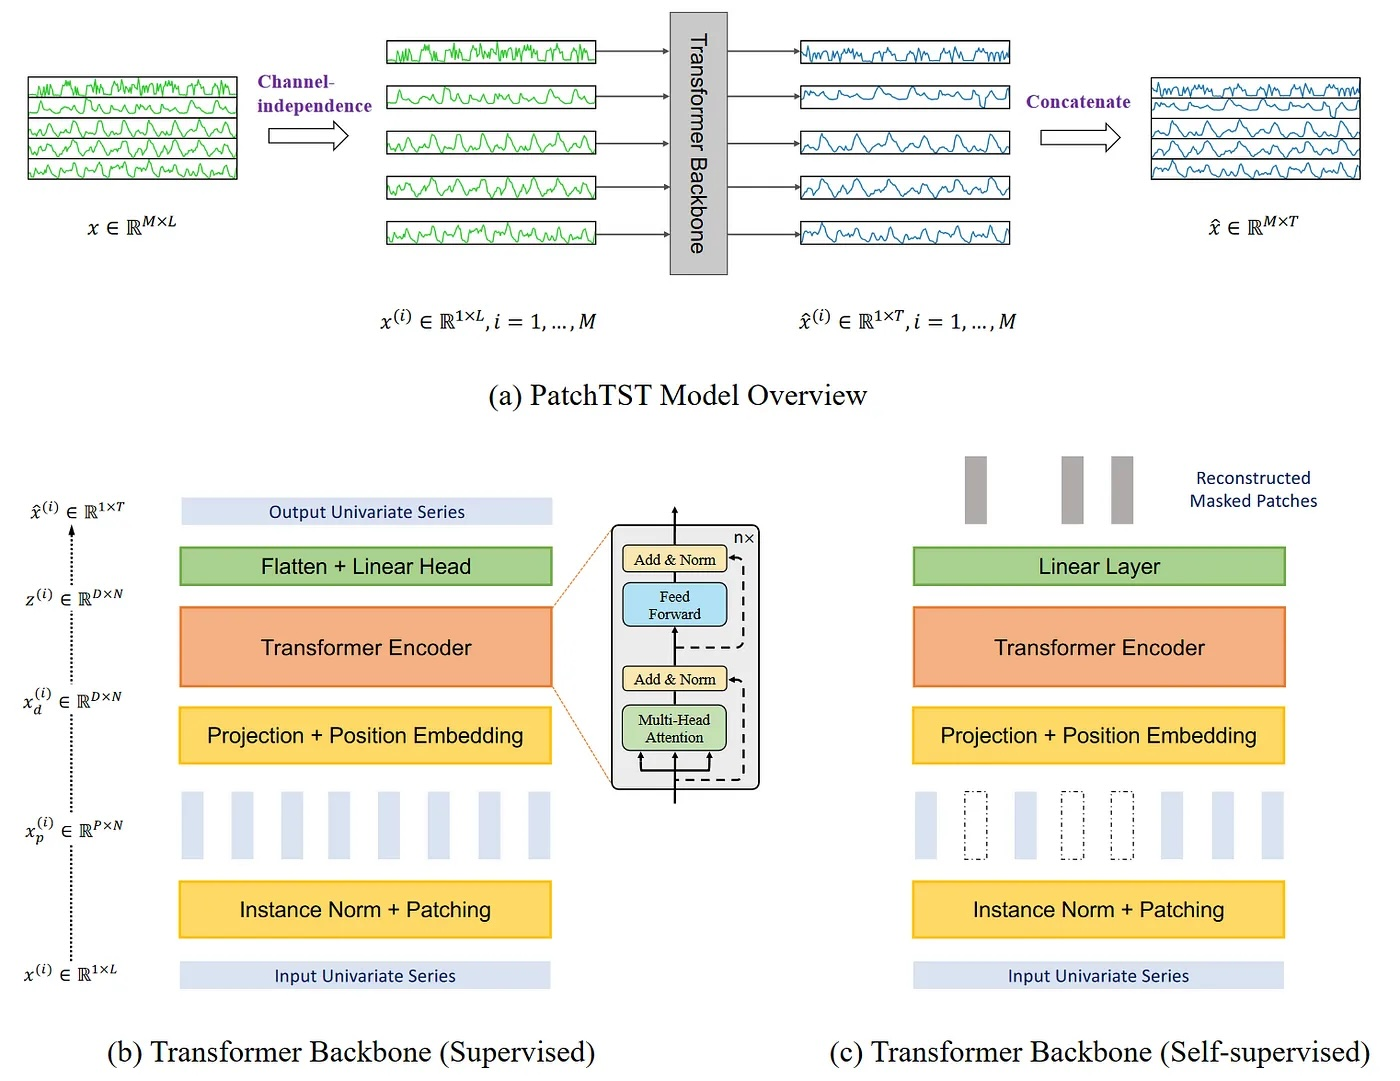 Channel-
independence
Transformer Backbone
Concatenate
x ∈ ℝ^{M×L}
x̂ ∈ ℝ^{M×T}
x^{(i)} ∈ ℝ^{1×L}, i = 1, … , M
x̂^{(i)} ∈ ℝ^{1×T}, i = 1, … , M
(a) PatchTST Model Overview
x̂^{(i)} ∈ ℝ^{1×T}
z^{(i)} ∈ ℝ^{D×N}
x_d^{(i)} ∈ ℝ^{D×N}
x_p^{(i)} ∈ ℝ^{P×N}
x^{(i)} ∈ ℝ^{1×L}
Output Univariate Series
Flatten + Linear Head
Transformer Encoder
Projection + Position Embedding
Instance Norm + Patching
Input Univariate Series
n×
Add & Norm
Feed
Forward
Add & Norm
Multi-Head
Attention
(b) Transformer Backbone (Supervised)
Reconstructed
Masked Patches
Linear Layer
Transformer Encoder
Projection + Position Embedding
Instance Norm + Patching
Input Univariate Series
(c) Transformer Backbone (Self-supervised)